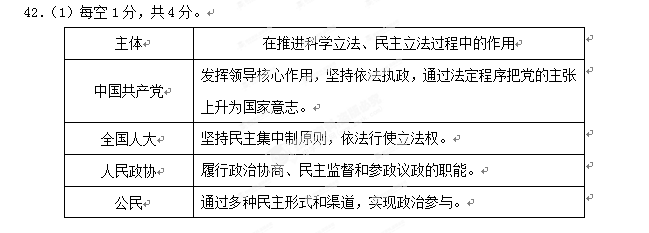 42.（1）每空1分，共4分。
主体 在推进科学立法、民主立法过程中的作用
中国共产党 发挥领导核心作用，坚持依法执政，通过法定程序把党的主张
上升为国家意志。
全国人大 坚持民主集中制原则，依法行使立法权。
人民政协 履行政治协商、民主监督和参政议政的职能。
公民 通过多种民主形式和渠道，实现政治参与。